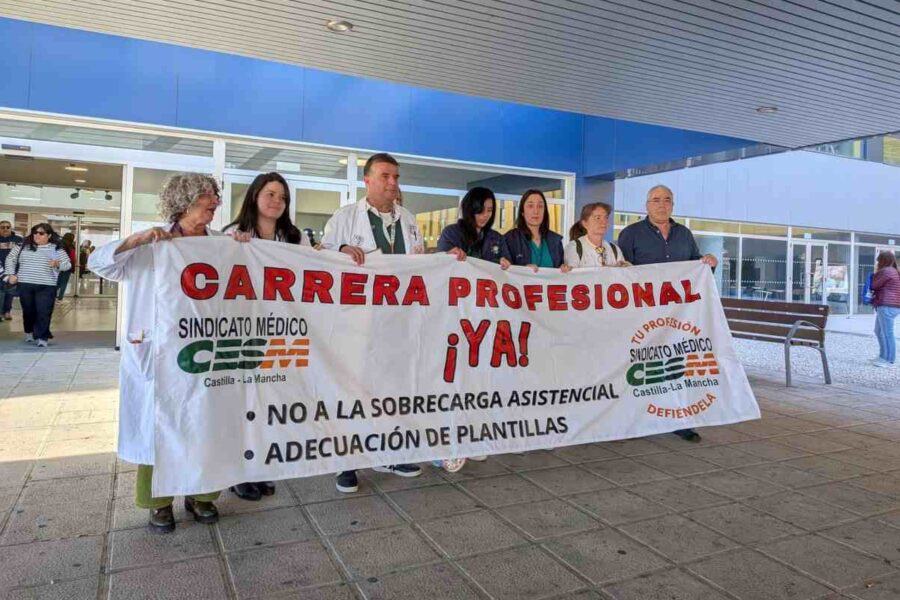 CARRERA PROFESIONAL
¡YA!
SINDICATO MÉDICO
CESM
Castilla - La Mancha
• NO A LA SOBRECARGA ASISTENCIAL
• ADECUACIÓN DE PLANTILLAS
TU PROFESIÓN
SINDICATO MÉDICO
CESM
Castilla-La Mancha
DEFIÉNDELA